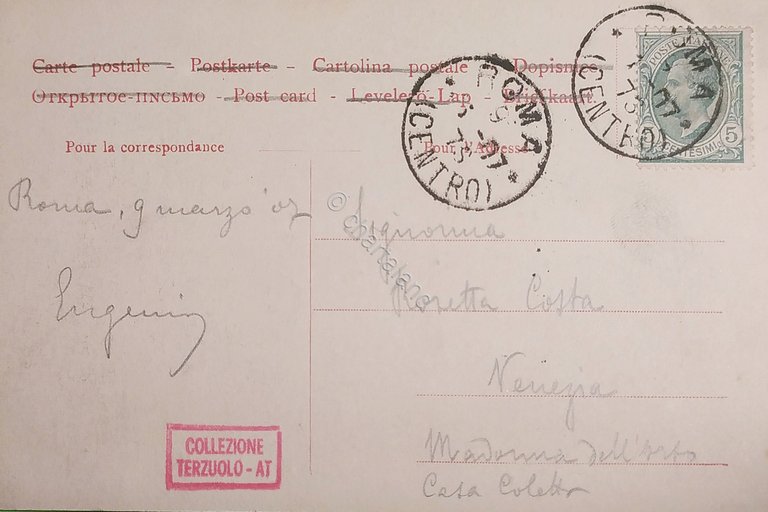 Carte postale – Postkarte – Cartolina postale – Dopisnice
Открытое-письмо – Post card – Levelező-Lap – Briefkaart.
Pour la correspondance
Pour l'Adresse
ROMA
(CENTRO)
ROMA
(CENTRO)
POSTE
5
CENTESIMI
Roma, 9 marzo '07
Eugenio
Signorina
Rosetta Costa
Venezia
Madonna dell'Orto
Casa Coletti
© chartaland
COLLEZIONE
TERZUOLO - AT